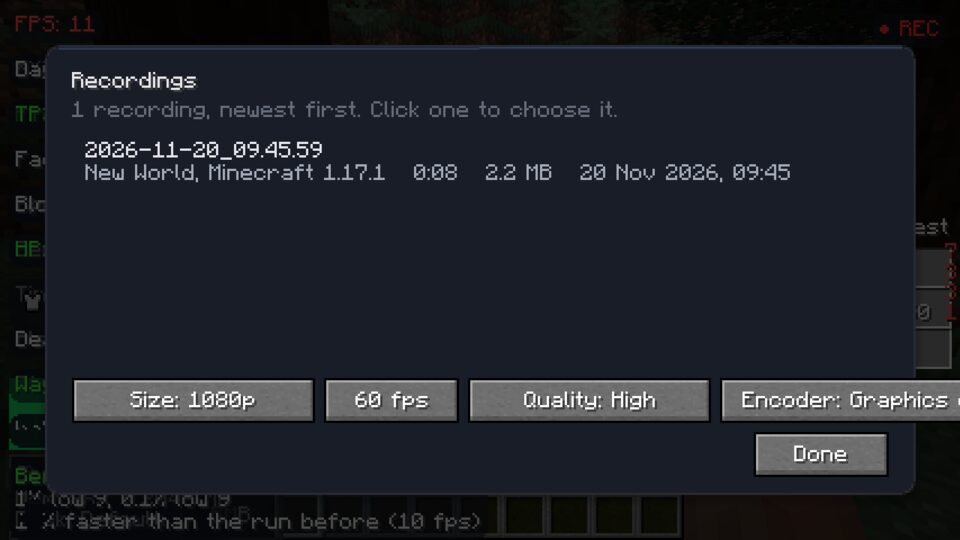 FPS: 11
REC
Recordings
1 recording, newest first. Click one to choose it.
2026-11-20_09.45.59
New World, Minecraft 1.17.1 0:08 2.2 MB 20 Nov 2026, 09:45
Size: 1080p
60 fps
Quality: High
Encoder: Graphics
Done
faster than the run before (10 fps)